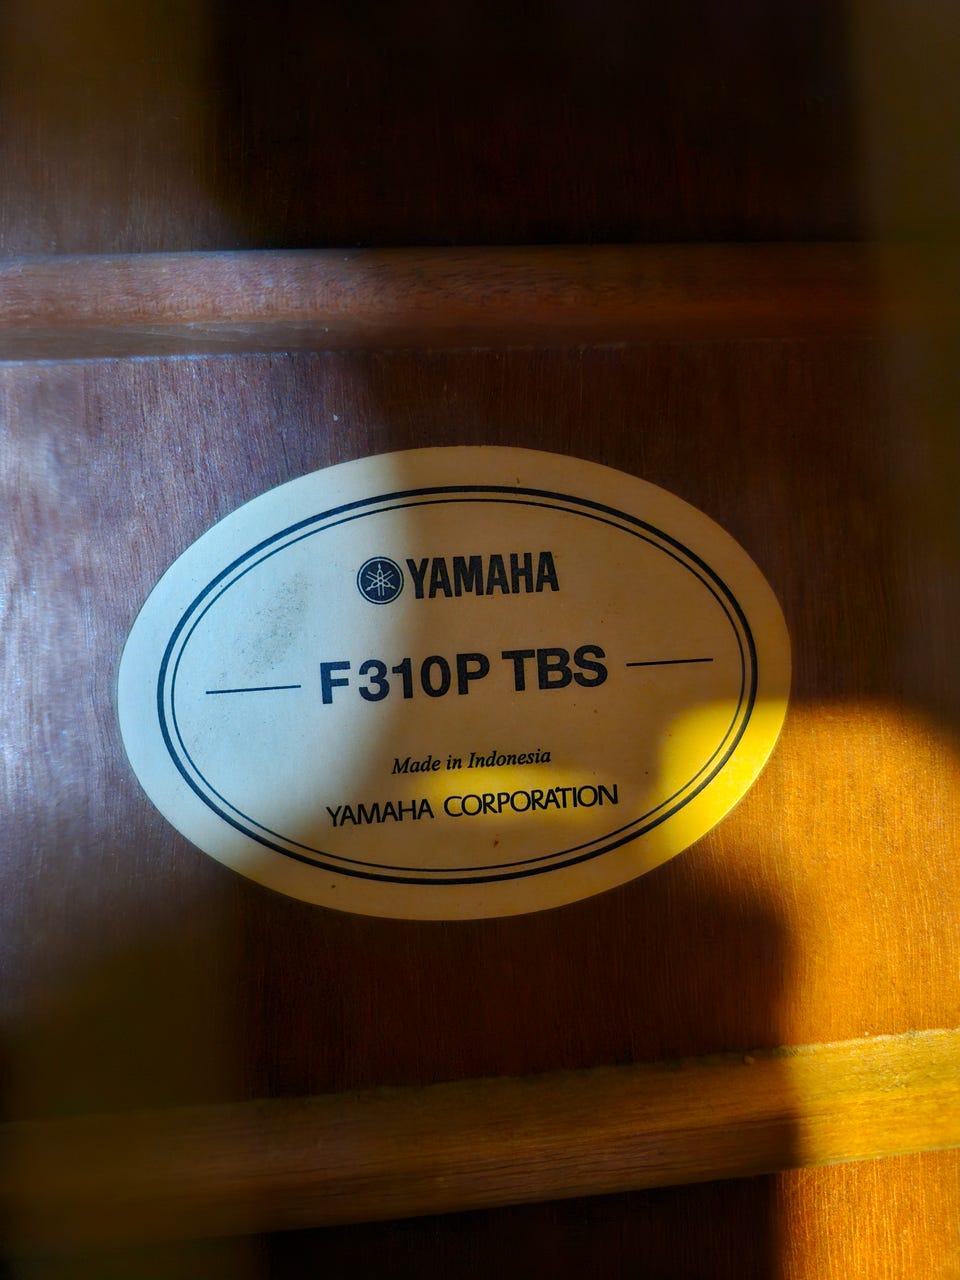 YAMAHA
F310P TBS
Made in Indonesia
YAMAHA CORPORATION